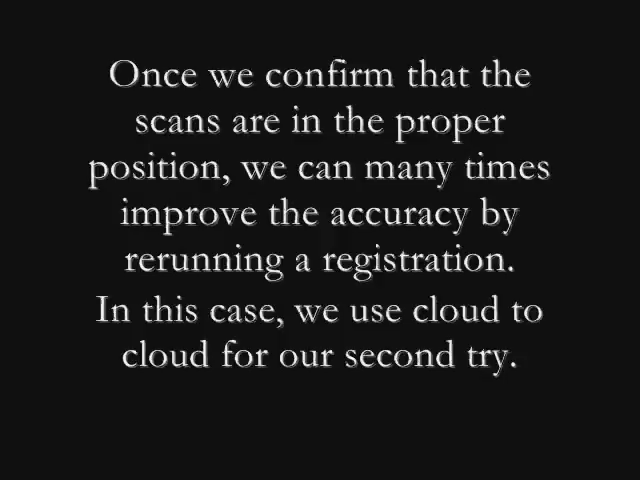 Once we confirm that the
scans are in the proper
position, we can many times
improve the accuracy by
rerunning a registration.
In this case, we use cloud to
cloud for our second try.